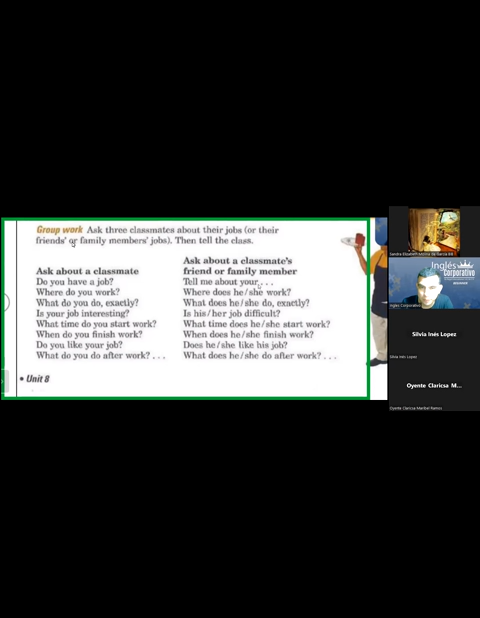 Group work Ask three classmates about their jobs (or their
friends' or family members' jobs). Then tell the class.
Ask about a classmate
Do you have a job?
Where do you work?
What do you do, exactly?
Is your job interesting?
What time do you start work?
When do you finish work?
Do you like your job?
What do you do after work? . . .
Ask about a classmate's
friend or family member
Tell me about your . . .
Where does he/she work?
What does he/she do, exactly?
Is his/her job difficult?
What time does he/she start work?
When does he/she finish work?
Does he/she like his job?
What does he/she do after work? . . .
• Unit 8
Inglés
Corporativo
Ingles Corporativo
Silvia Inés Lopez
Silvia Inés Lopez
Oyente Claricsa M...
Oyente Claricsa Maribel Ramos